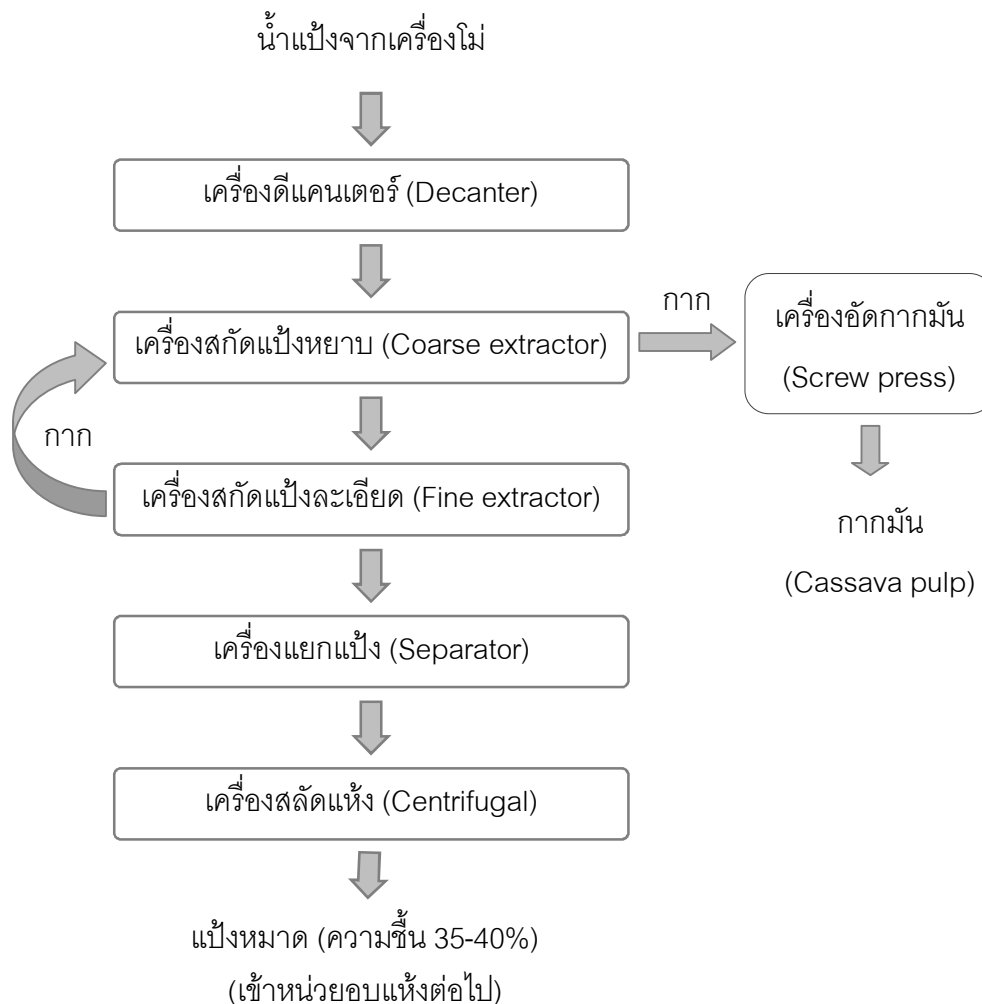 น้ำแป้งจากเครื่องโม่
เครื่องดีแคนเตอร์ (Decanter)
เครื่องสกัดแป้งหยาบ (Coarse extractor)
กาก
เครื่องอัดกากมัน
(Screw press)
กาก
เครื่องสกัดแป้งละเอียด (Fine extractor)
กากมัน
(Cassava pulp)
เครื่องแยกแป้ง (Separator)
เครื่องสลัดแห้ง (Centrifugal)
แป้งหมาด (ความชื้น 35-40%)
(เข้าหน่วยอบแห้งต่อไป)